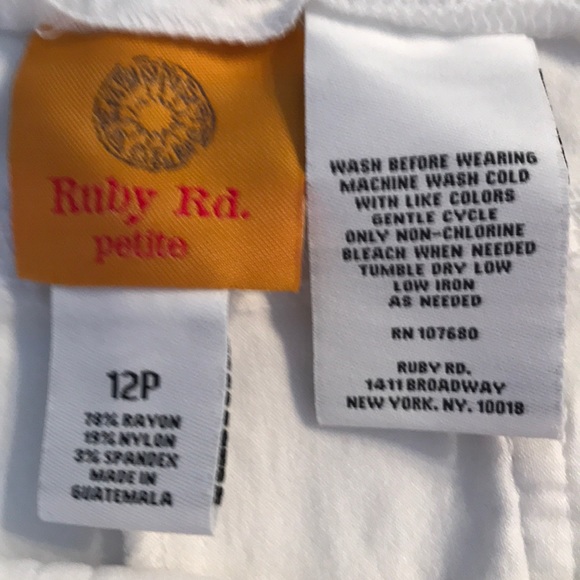 Ruby Rd.
petite
12P
78% RAYON
19% NYLON
3% SPANDEX
MADE IN
GUATEMALA
WASH BEFORE WEARING
MACHINE WASH COLD
WITH LIKE COLORS
GENTLE CYCLE
ONLY NON-CHLORINE
BLEACH WHEN NEEDED
TUMBLE DRY LOW
LOW IRON
AS NEEDED
RN 107680
RUBY RD.
1411 BROADWAY
NEW YORK. NY. 10018